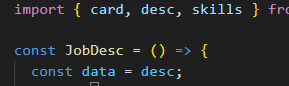 import { card, desc, skills } fro
const JobDesc = () => {
const data = desc;